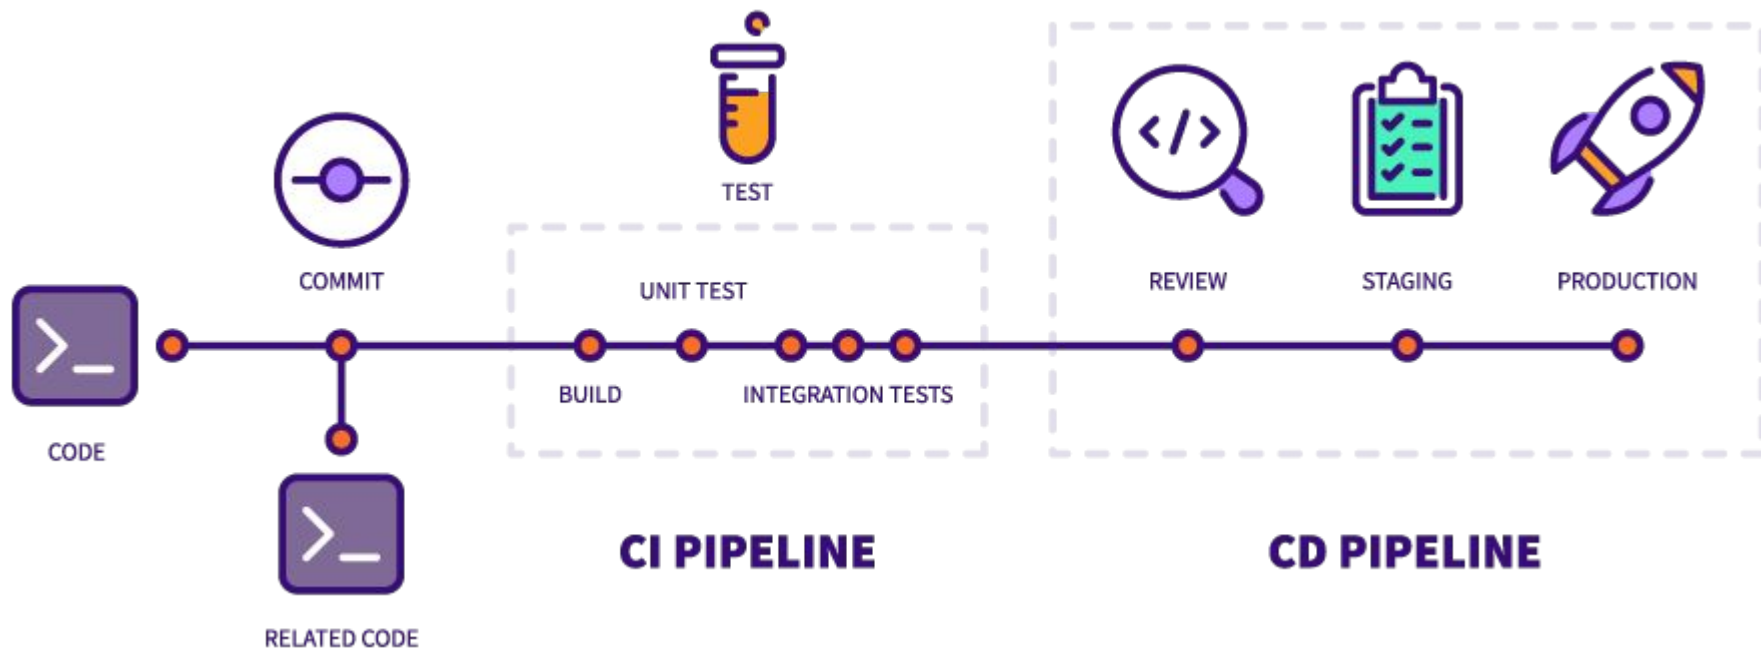 TEST
COMMIT
UNIT TEST
REVIEW
STAGING
PRODUCTION
BUILD
INTEGRATION TESTS
CODE
CI PIPELINE
CD PIPELINE
RELATED CODE